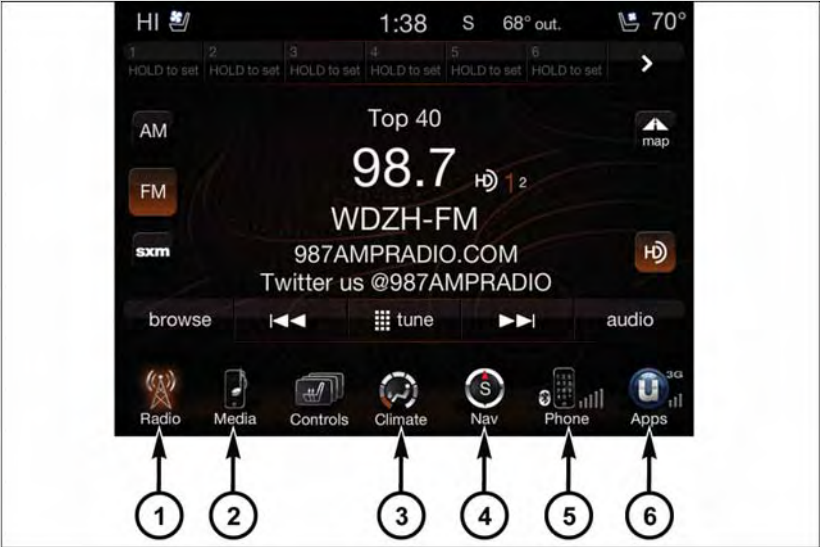 HI 1:38 S 68° out. 70°
1 2 3 4 5 6
HOLD to set HOLD to set HOLD to set HOLD to set HOLD to set HOLD to set
AM Top 40 map
98.7 HD 1 2
FM WDZH-FM
sxm 987AMPRADIO.COM HD
Twitter us @987AMPRADIO
browse tune audio
S U 3G
Radio Media Controls Climate Nav Phone Apps
1 2 3 4 5 6